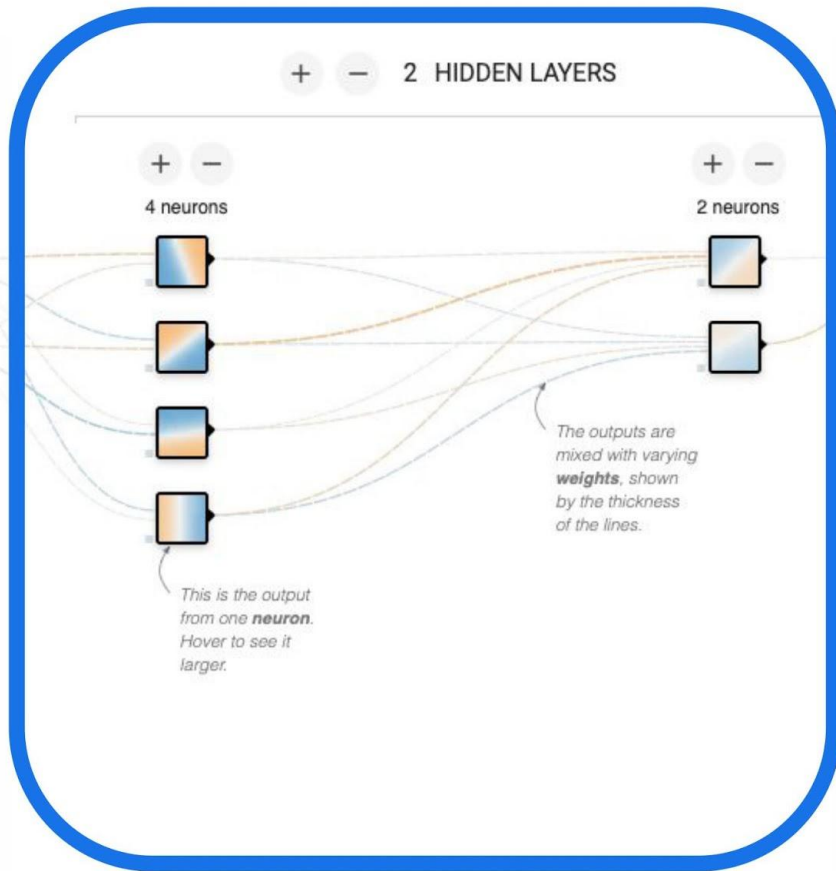 + − 2 HIDDEN LAYERS
+ − + −
4 neurons 2 neurons
The outputs are
mixed with varying
weights, shown
by the thickness
of the lines.
This is the output
from one neuron.
Hover to see it
larger.